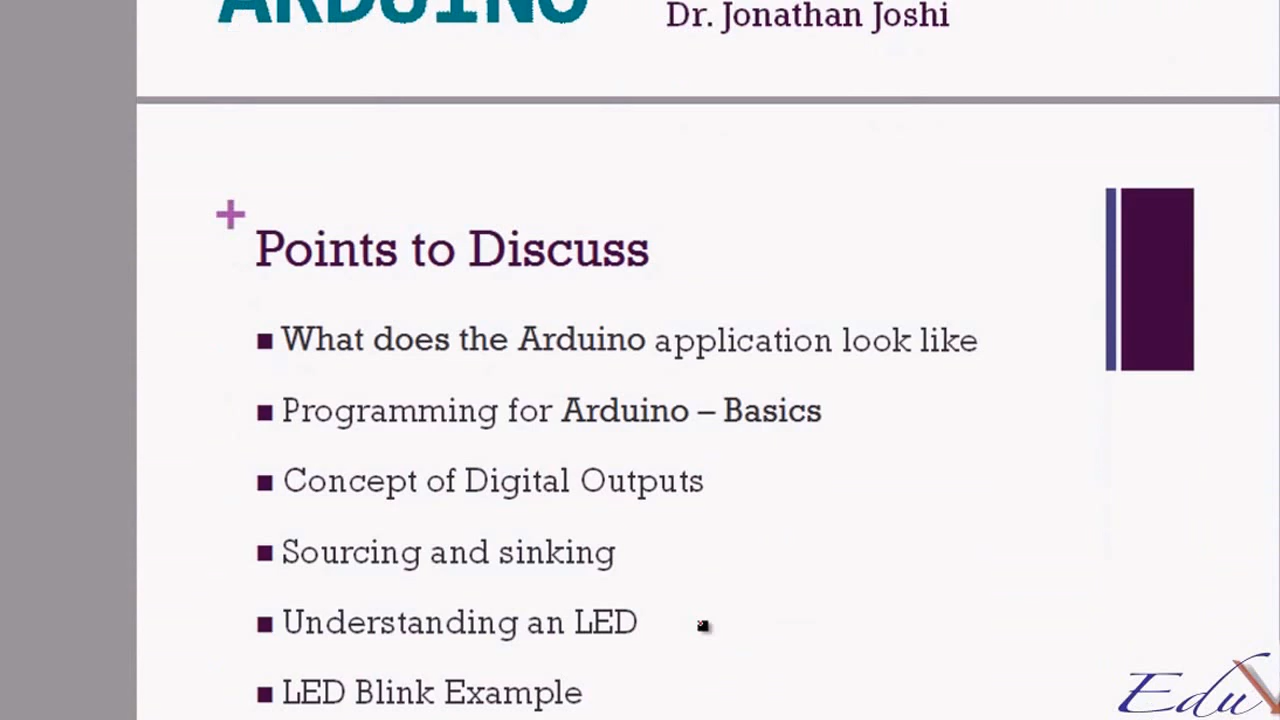 ARDUINO
Dr. Jonathan Joshi
+
Points to Discuss
■ What does the Arduino application look like
■ Programming for Arduino – Basics
■ Concept of Digital Outputs
■ Sourcing and sinking
■ Understanding an LED
■ LED Blink Example
Edu